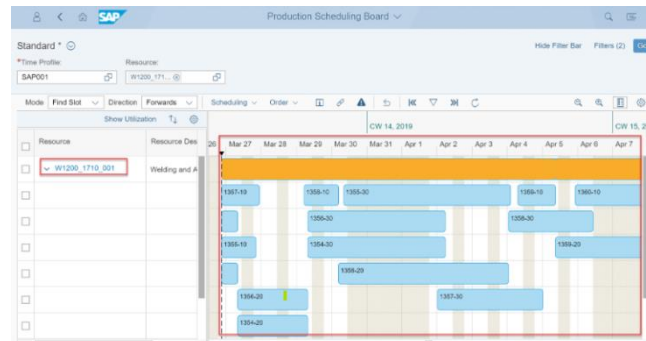 SAP Production Scheduling Board
Standard *
Hide Filter Bar Filters (2) Go
*Time Profile: Resource:
SAP001 W1200_171...
Mode Find Slot Direction Forwards Scheduling Order
Show Utilization CW 14, 2019 CW 15, 2
Resource Resource Des 26 Mar 27 Mar 28 Mar 29 Mar 30 Mar 31 Apr 1 Apr 2 Apr 3 Apr 4 Apr 5 Apr 6 Apr 7
W1200_1710_001 Welding and A
1357-10 1358-10 1355-30 1359-10 1360-10
1356-30 1358-30
1355-10 1354-30 1359-20
1358-20
1356-20 1357-30
1354-20